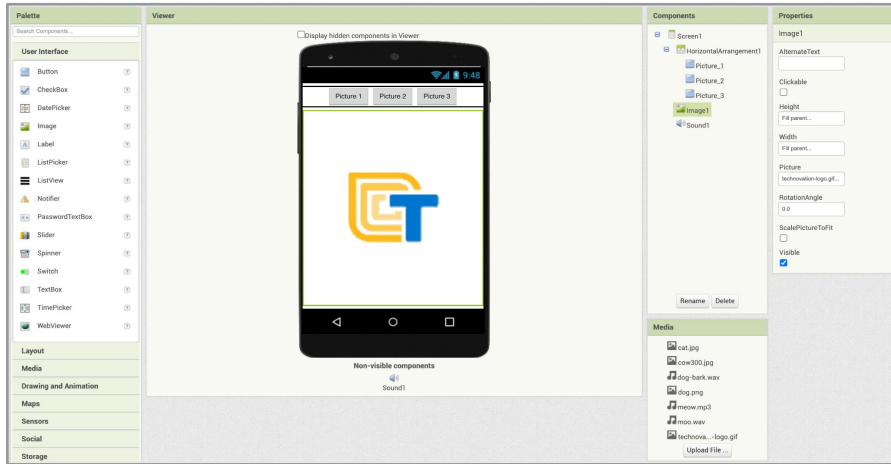 Palette
Search Components...
User Interface
Button
CheckBox
DatePicker
Image
Label
ListPicker
ListView
Notifier
PasswordTextBox
Slider
Spinner
Switch
TextBox
TimePicker
WebViewer
Layout
Media
Drawing and Animation
Maps
Sensors
Social
Storage
Viewer
Display hidden components in Viewer
9:48
Picture 1 Picture 2 Picture 3
T
Non-visible components
Sound1
Components
Screen1
HorizontalArrangement1
Picture_1
Picture_2
Picture_3
Image1
Sound1
Rename Delete
Media
cat.jpg
cow300.jpg
dog-bark.wav
dog.png
meow.mp3
moo.wav
technova...-logo.gif
Upload File ...
Properties
Image1
AlternateText
Clickable
Height
Fill parent...
Width
Fill parent...
Picture
technovation-logo.gif...
RotationAngle
0.0
ScalePictureToFit
Visible